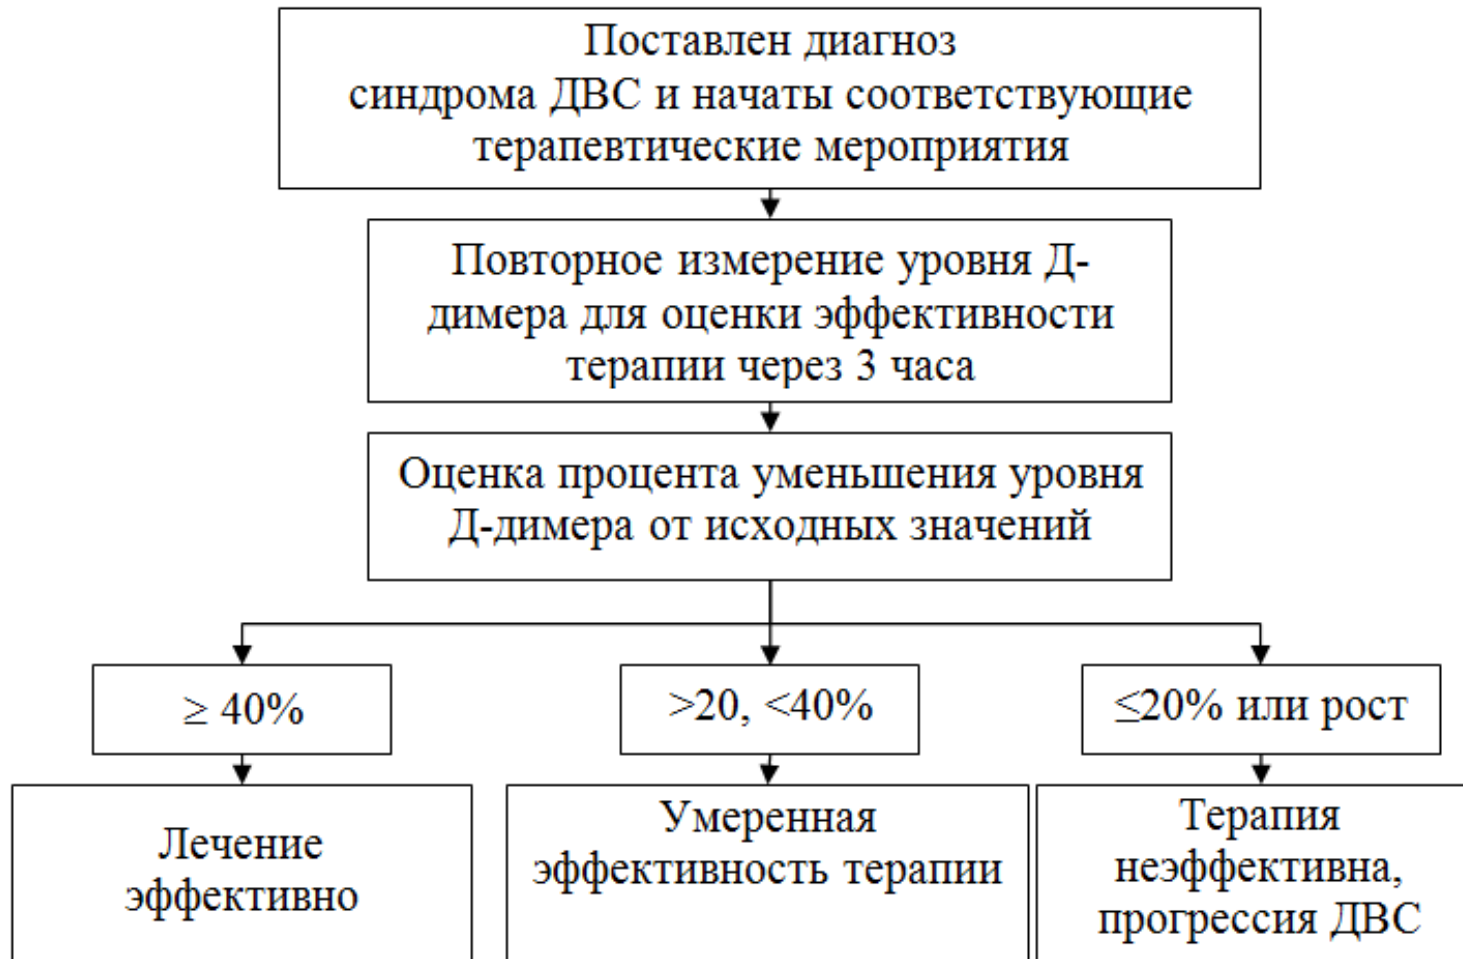 Поставлен диагноз
синдрома ДВС и начаты соответствующие
терапевтические мероприятия
Повторное измерение уровня Д-
димера для оценки эффективности
терапии через 3 часа
Оценка процента уменьшения уровня
Д-димера от исходных значений
≥ 40%
>20, <40%
≤20% или рост
Лечение
эффективно
Умеренная
эффективность терапии
Терапия
неэффективна,
прогрессия ДВС